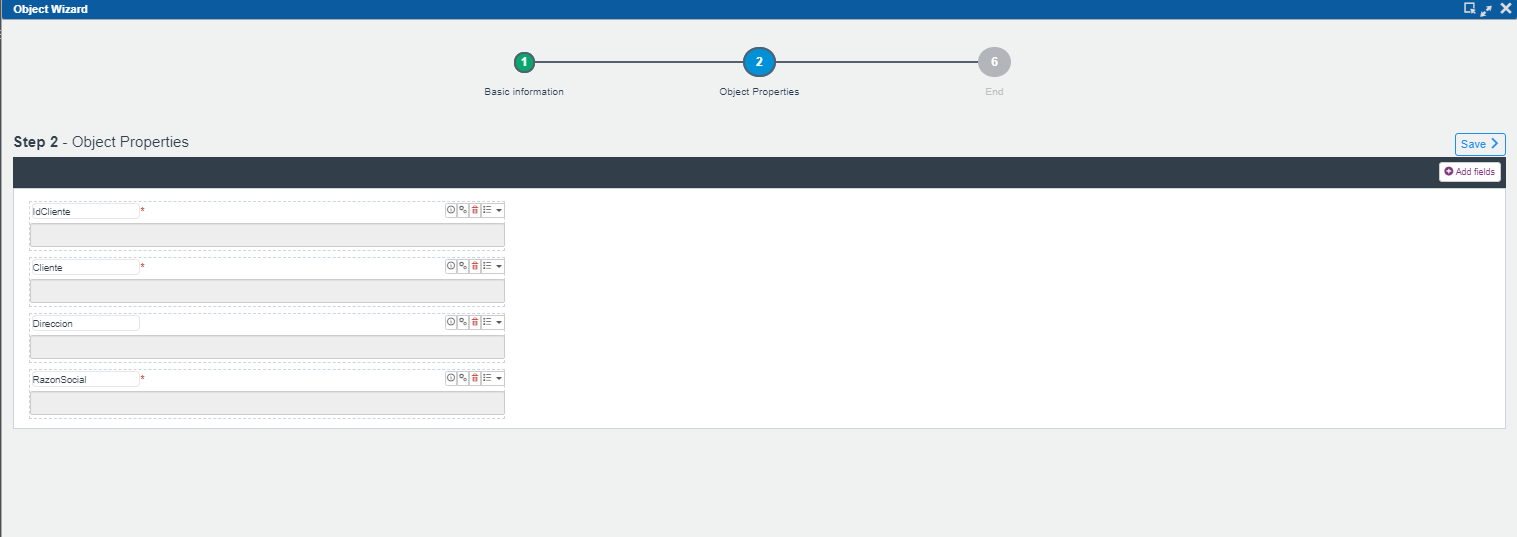 Object Wizard
1
2
6
Basic information
Object Properties
End
Step 2 - Object Properties
Save
Add fields
IdCliente *
Cliente *
Direccion
RazonSocial *